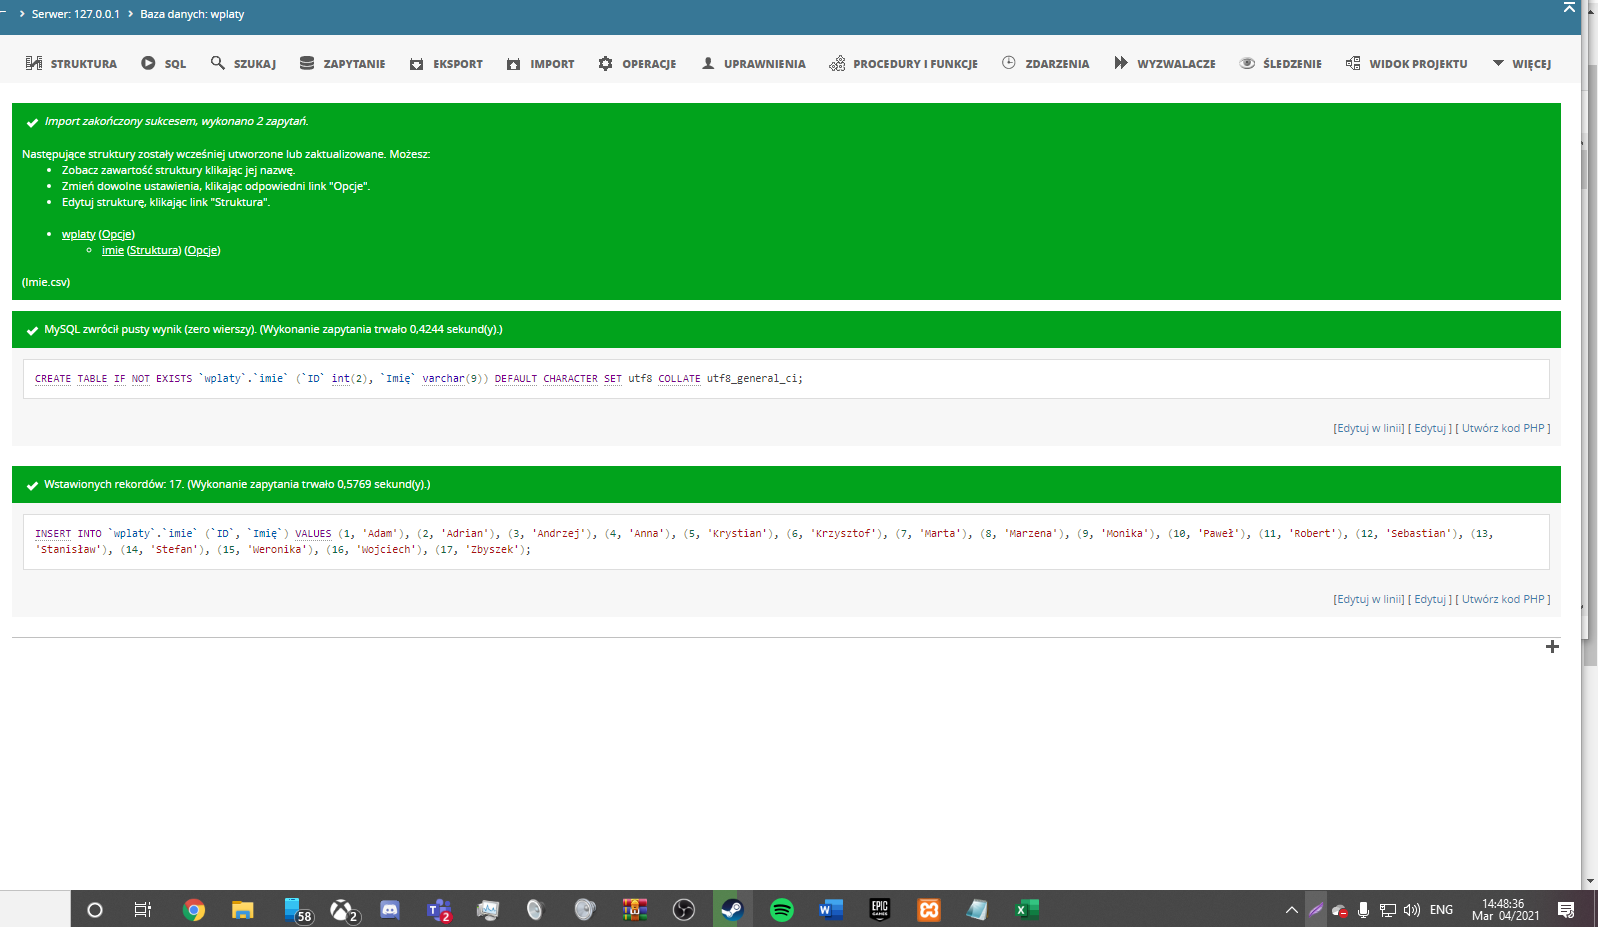 Serwer: 127.0.0.1 Baza danych: wplaty
STRUKTURA SQL SZUKAJ ZAPYTANIE EKSPORT IMPORT OPERACJE UPRAWNIENIA PROCEDURY I FUNKCJE ZDARZENIA WYZWALACZE ŚLEDZENIE WIDOK PROJEKTU WIĘCEJ
Import zakończony sukcesem, wykonano 2 zapytań.
Następujące struktury zostały wcześniej utworzone lub zaktualizowane. Możesz:
Zobacz zawartość struktury klikając jej nazwę.
Zmień dowolne ustawienia, klikając odpowiedni link "Opcje".
Edytuj strukturę, klikając link "Struktura".
wplaty (Opcje)
imie (Struktura) (Opcje)
(Imie.csv)
MySQL zwrócił pusty wynik (zero wierszy). (Wykonanie zapytania trwało 0,4244 sekund(y).)
CREATE TABLE IF NOT EXISTS `wplaty`.`imie` (`ID` int(2), `Imię` varchar(9)) DEFAULT CHARACTER SET utf8 COLLATE utf8_general_ci;
[Edytuj w linii] [ Edytuj ] [ Utwórz kod PHP ]
Wstawionych rekordów: 17. (Wykonanie zapytania trwało 0,5769 sekund(y).)
INSERT INTO `wplaty`.`imie` (`ID`, `Imię`) VALUES (1, 'Adam'), (2, 'Adrian'), (3, 'Andrzej'), (4, 'Anna'), (5, 'Krystian'), (6, 'Krzysztof'), (7, 'Marta'), (8, 'Marzena'), (9, 'Monika'), (10, 'Paweł'), (11, 'Robert'), (12, 'Sebastian'), (13,
'Stanisław'), (14, 'Stefan'), (15, 'Weronika'), (16, 'Wojciech'), (17, 'Zbyszek');
[Edytuj w linii] [ Edytuj ] [ Utwórz kod PHP ]
58 2 2 EPIC GAMES ENG 14:48:36
Mar 04/2021